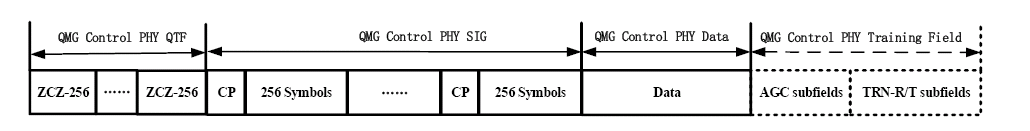 QMG Control PHY QTF QMG Control PHY SIG QMG Control PHY Data QMG Control PHY Training Field
ZCZ-256 ...... ZCZ-256 CP 256 Symbols ...... CP 256 Symbols Data AGC subfields TRN-R/T subfields